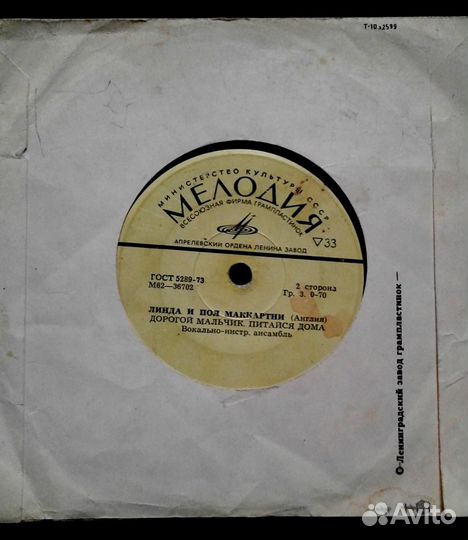 Т-10 з2599
МИНИСТЕРСТВО КУЛЬТУРЫ СССР
МЕЛОДИЯ
ВСЕСОЮЗНАЯ ФИРМА ГРАМПЛАСТИНОК
АПРЕЛЕВСКИЙ ОРДЕНА ЛЕНИНА ЗАВОД
▽33
ГОСТ 5289-73
М62—36702
2 сторона
Гр. 3. 0-70
ЛИНДА И ПОЛ МАККАРТНИ (Англия)
ДОРОГОЙ МАЛЬЧИК. ПИТАЙСЯ ДОМА
Вокально-инстр. ансамбль
Ленинградский завод грампластинок —
Avito